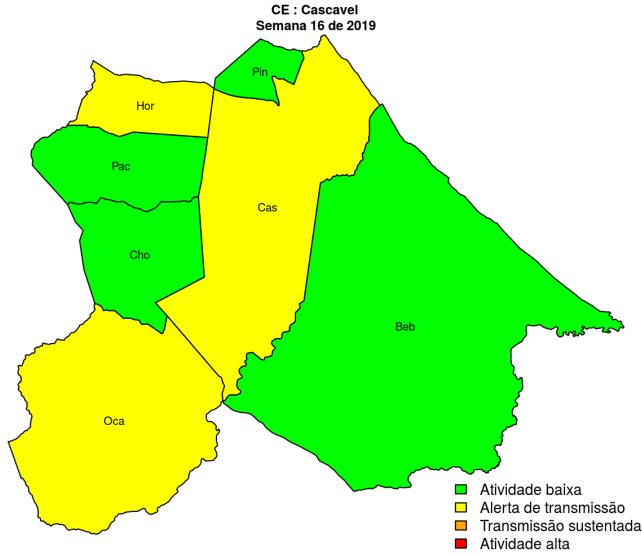 CE : Cascavel
Semana 16 de 2019
Pin
Hor
Pac
Cas
Cho
Beb
Oca
Atividade baixa
Alerta de transmissão
Transmissão sustentada
Atividade alta